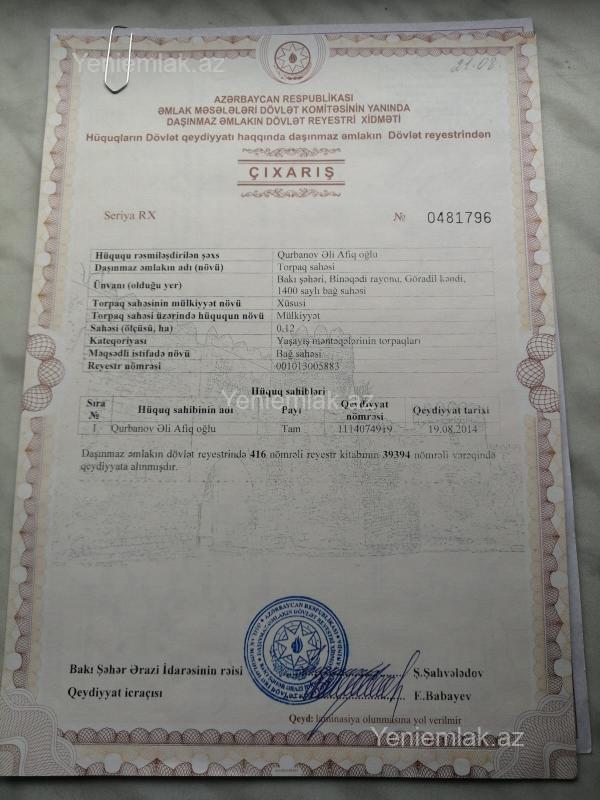 Yeniemlak.az
21.08.
AZƏRBAYCAN RESPUBLİKASI
ƏMLAK MƏSƏLƏLƏRİ DÖVLƏT KOMİTƏSİNİN YANINDA
DAŞINMAZ ƏMLAKIN DÖVLƏT REYESTRİ XİDMƏTİ
Hüquqların Dövlət qeydiyyatı haqqında daşınmaz əmlakın Dövlət reyestrindən
ÇIXARIŞ
Seriya RX № 0481796
Hüququ rəsmiləşdirilən şəxs Qurbanov Əli Afiq oğlu
Daşınmaz əmlakın adı (növü) Torpaq sahəsi
Ünvanı (olduğu yer) Bakı şəhəri, Binəqədi rayonu, Görədil kəndi,
1400 saylı bağ sahəsi
Torpaq sahəsinin mülkiyyət növü Xüsusi
Torpaq sahəsi üzərində hüququn növü Mülkiyyət
Sahəsi (ölçüsü, ha) 0,12
Kateqoriyası Yaşayış məntəqələrinin torpaqları
Məqsədli istifadə növü Bağ sahəsi
Reyestr nömrəsi 001013005883
Hüquq sahibləri
Yeniemlak.az
Sıra № Hüquq sahibinin adı Payı Qeydiyyat nömrəsi Qeydiyyat tarixi
1 Qurbanov Əli Afiq oğlu Tam 1114074919 19.08.2014
Daşınmaz əmlakın dövlət reyestrində 416 nömrəli reyestr kitabının 39394 nömrəli vərəqində
qeydiyyata alınmışdır.
Bakı Şəhər Ərazi İdarəsinin rəisi Ş.Şahvələdov
Qeydiyyat icraçısı E.Babayev
Qeyd: laminasiya olunmasına yol verilmir
Yeniemlak.az